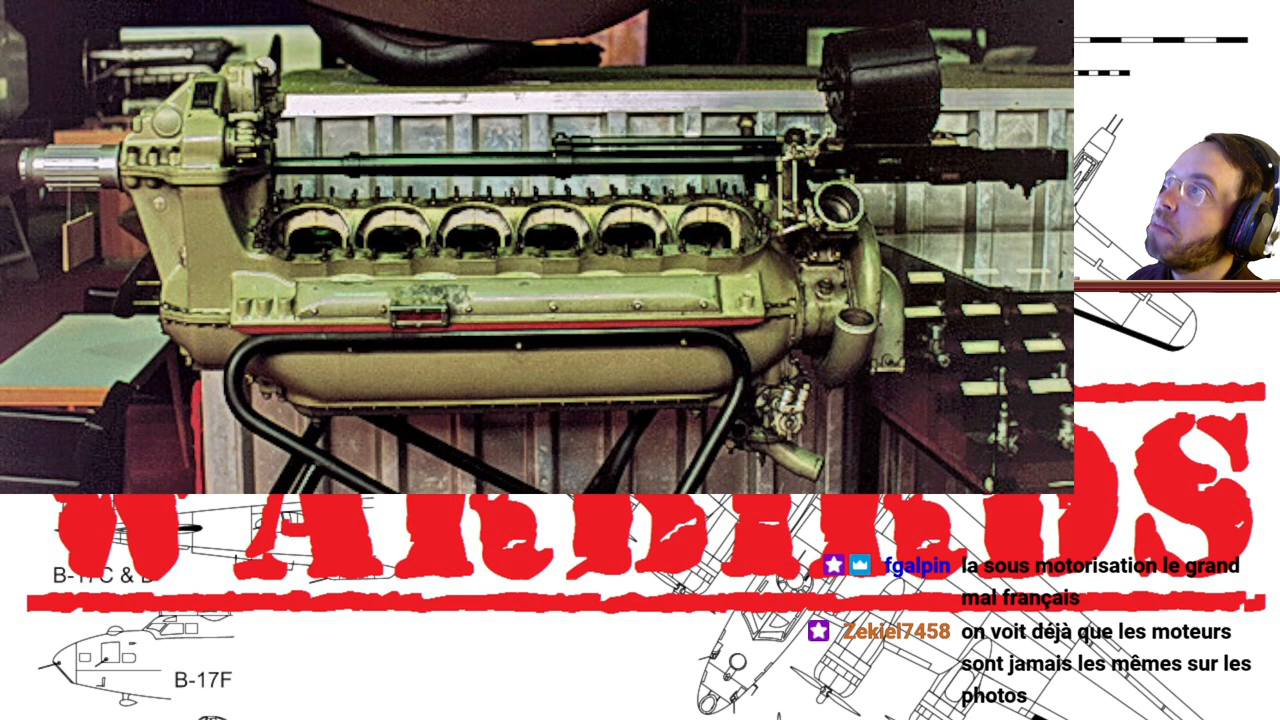 WARBIRDS
B-17C & D
B-17F
fgalpin la sous motorisation le grand
mal français
Zekiel7458 on voit déjà que les moteurs
sont jamais les mêmes sur les
photos